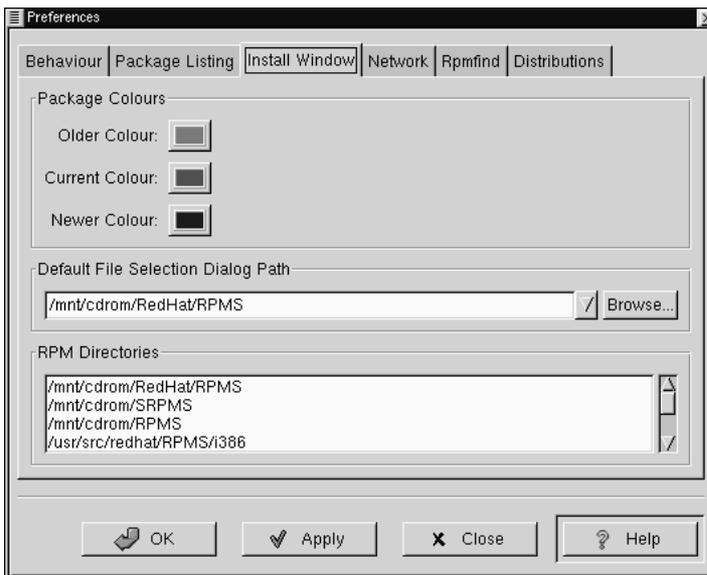 Preferences
Behaviour Package Listing Install Window Network Rpmfind Distributions
Package Colours
Older Colour:
Current Colour:
Newer Colour:
Default File Selection Dialog Path
/mnt/cdrom/RedHat/RPMS Browse...
RPM Directories
/mnt/cdrom/RedHat/RPMS
/mnt/cdrom/SRPMS
/mnt/cdrom/RPMS
/usr/src/redhat/RPMS/i386
OK Apply Close Help